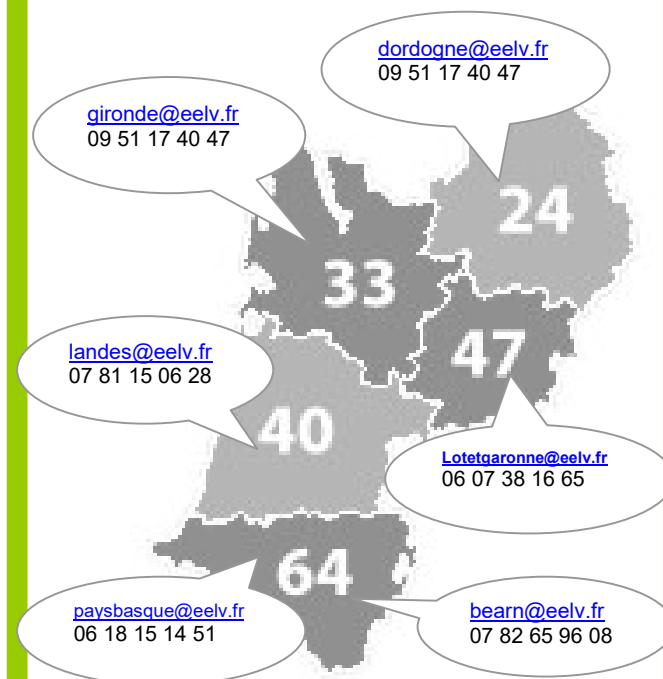 dordogne@eelv.fr
09 51 17 40 47
gironde@eelv.fr
09 51 17 40 47
24
33
landes@eelv.fr
07 81 15 06 28
47
40
Lotetgaronne@eelv.fr
06 07 38 16 65
64
paysbasque@eelv.fr
06 18 15 14 51
bearn@eelv.fr
07 82 65 96 08